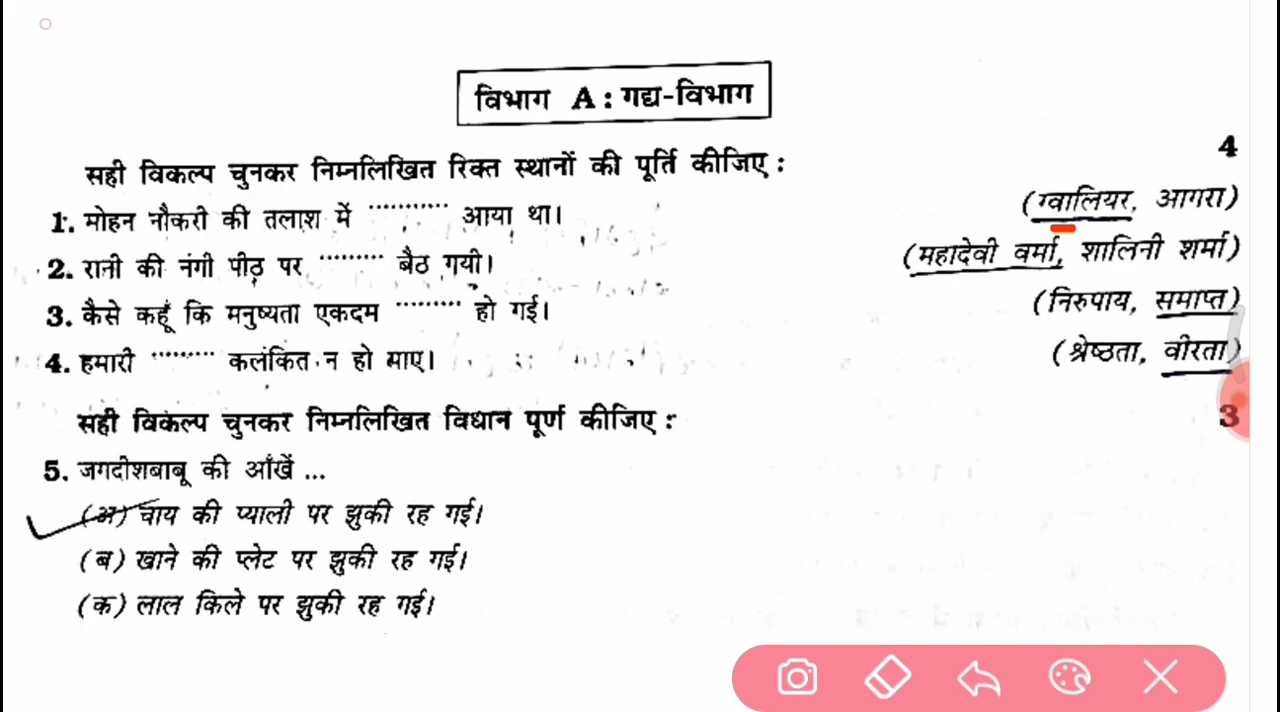 विभाग A : गद्य-विभाग
सही विकल्प चुनकर निम्नलिखित रिक्त स्थानों की पूर्ति कीजिए : 4
1. मोहन नौकरी की तलाश में ·········· आया था। (ग्वालियर, आगरा)
2. रानी की नंगी पीठ पर ········· बैठ गयी। (महादेवी वर्मा, शालिनी शर्मा)
3. कैसे कहूँ कि मनुष्यता एकदम ········· हो गई। (निरुपाय, समाप्त)
4. हमारी ········· कलंकित न हो माए। (श्रेष्ठता, वीरता)
सही विकल्प चुनकर निम्नलिखित विधान पूर्ण कीजिए : 3
5. जगदीशबाबू की आँखें ...
(अ) चाय की प्याली पर झुकी रह गई।
(ब) खाने की प्लेट पर झुकी रह गई।
(क) लाल किले पर झुकी रह गई।